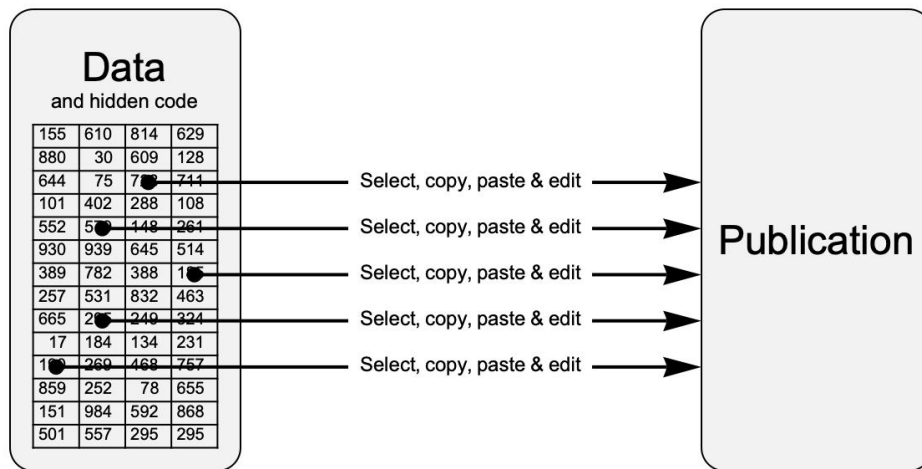 Data
and hidden code
155 610 814 629
880 30 609 128
644 75 711
101 402 288 108
552 148 261
930 939 645 514
389 782 388
257 531 832 463
665 249 324
17 184 134 231
269 468 757
859 252 78 655
151 984 592 868
501 557 295 295
Select, copy, paste & edit
Select, copy, paste & edit
Select, copy, paste & edit
Select, copy, paste & edit
Select, copy, paste & edit
Publication